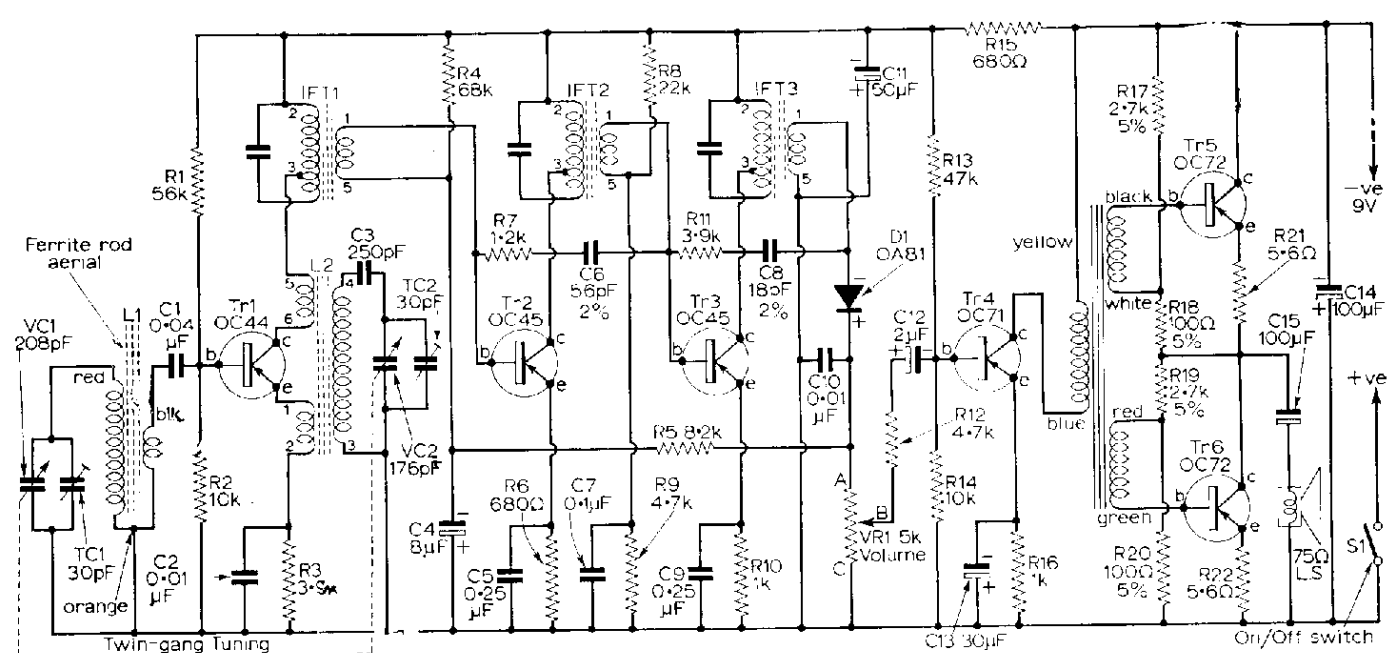 R15
680Ω
R4
68k
R8
22k
C11
50µF
IFT1
IFT2
IFT3
R17
2·7k
5%
Tr5
OC72
R1
56k
R13
47k
-ve
9V
R7
1·2k
R11
3·9k
D1
OA81
black
yellow
R21
5·6Ω
Ferrite rod
aerial
C3
250pF
L2
C6
56pF
2%
C8
18pF
2%
white
TC2
30pF
L1
C1
0·04
µF
Tr1
OC44
Tr2
OC45
Tr3
OC45
C12
2µF
Tr4
OC71
R18
100Ω
5%
C14
100µF
C15
100µF
VC1
208pF
red
blk
R19
2·7k
5%
+ve
C10
0·01
µF
R12
4·7k
red
blue
VC2
176pF
R5 8·2k
Tr6
OC72
R2
10k
R6
680Ω
C7
0·1µF
R9
4·7k
R14
10k
green
A
B
C
VR1 5k
Volume
C4
8µF
S1
TC1
30pF
C2
0·01
µF
R3
C5
0·25
µF
C9
0·25
µF
R10
1k
R16
1k
R20
100Ω
5%
R22
5·6Ω
75Ω
L.S
orange
C13 30µF
On/Off switch
Twin-gang Tuning